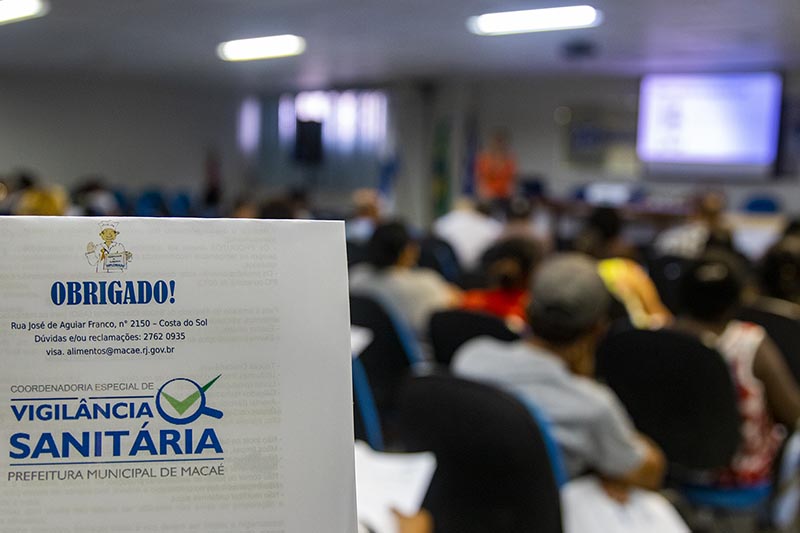 OBRIGADO!
Rua José de Aguiar Franco, n° 2150 – Costa do Sol
Dúvidas e/ou reclamações: 2762 0935
visa. alimentos@macae.rj.gov.br
COORDENADORIA ESPECIAL DE
VIGILÂNCIA
SANITÁRIA
PREFEITURA MUNICIPAL DE MACAÉ